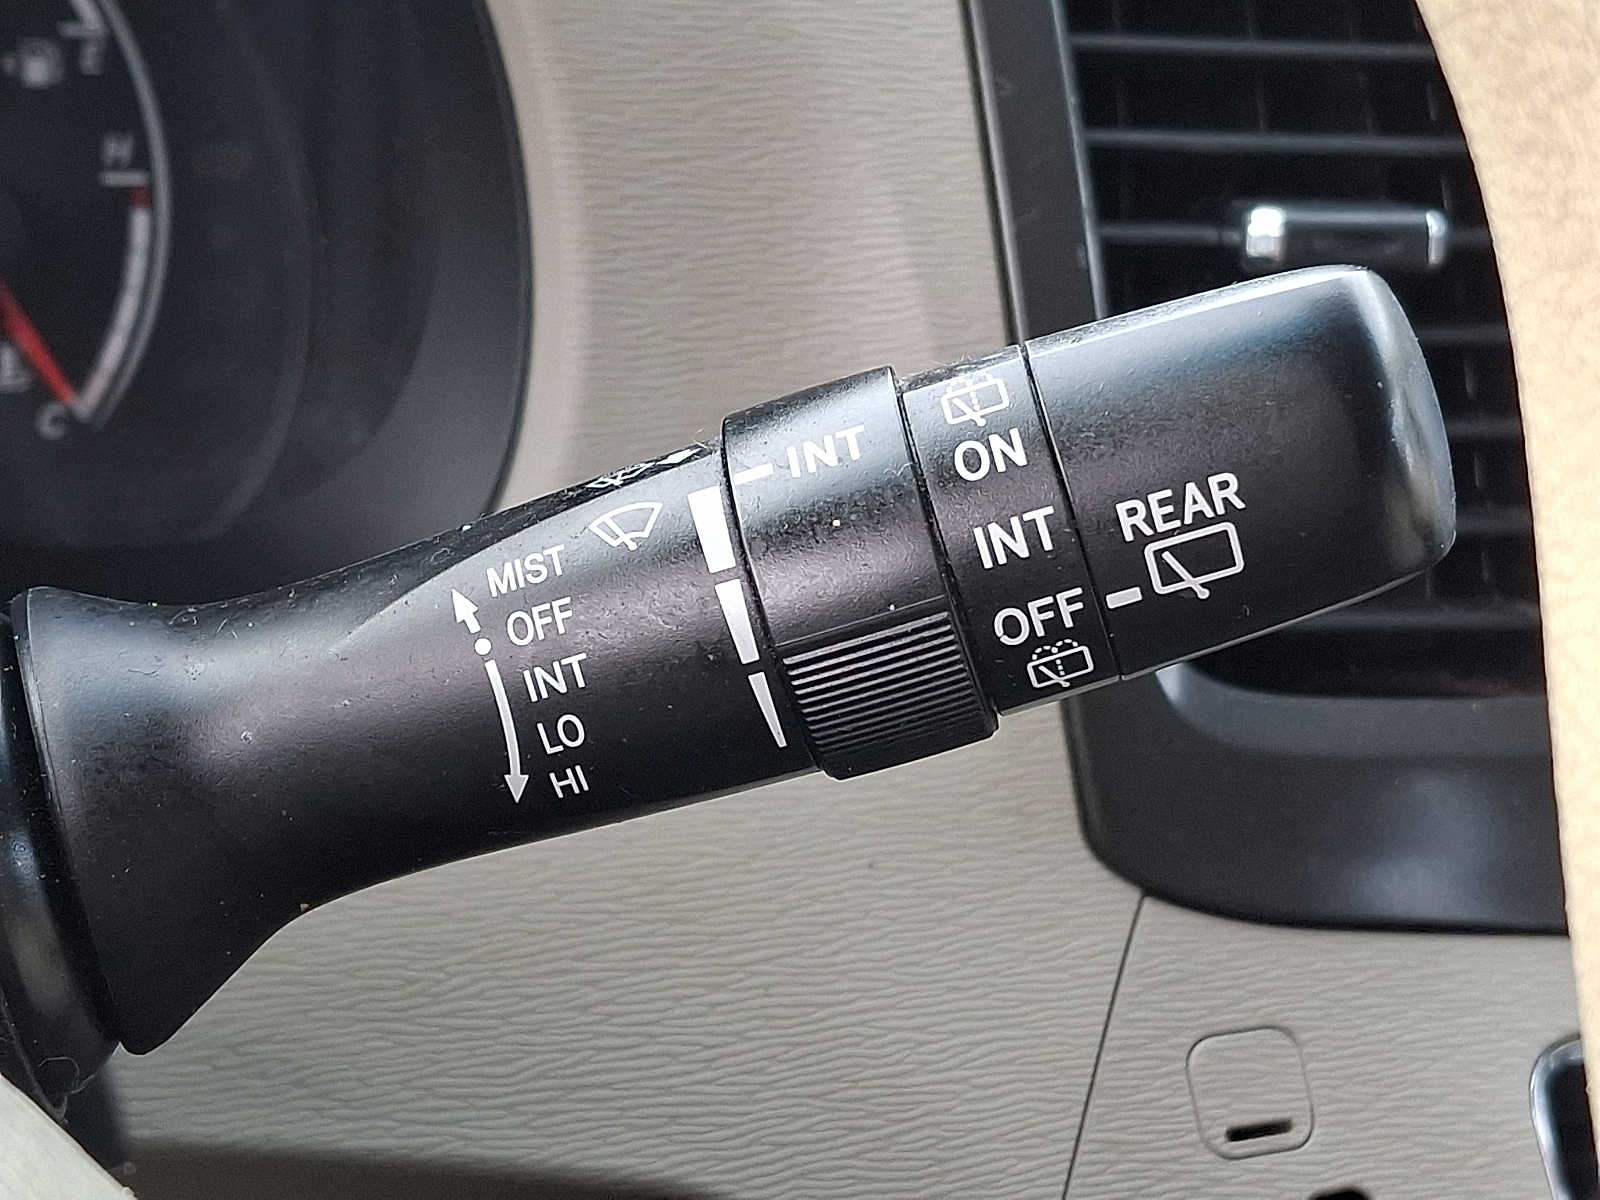 H
E
C
MIST
OFF
INT
LO
HI
INT
ON
INT
OFF
REAR